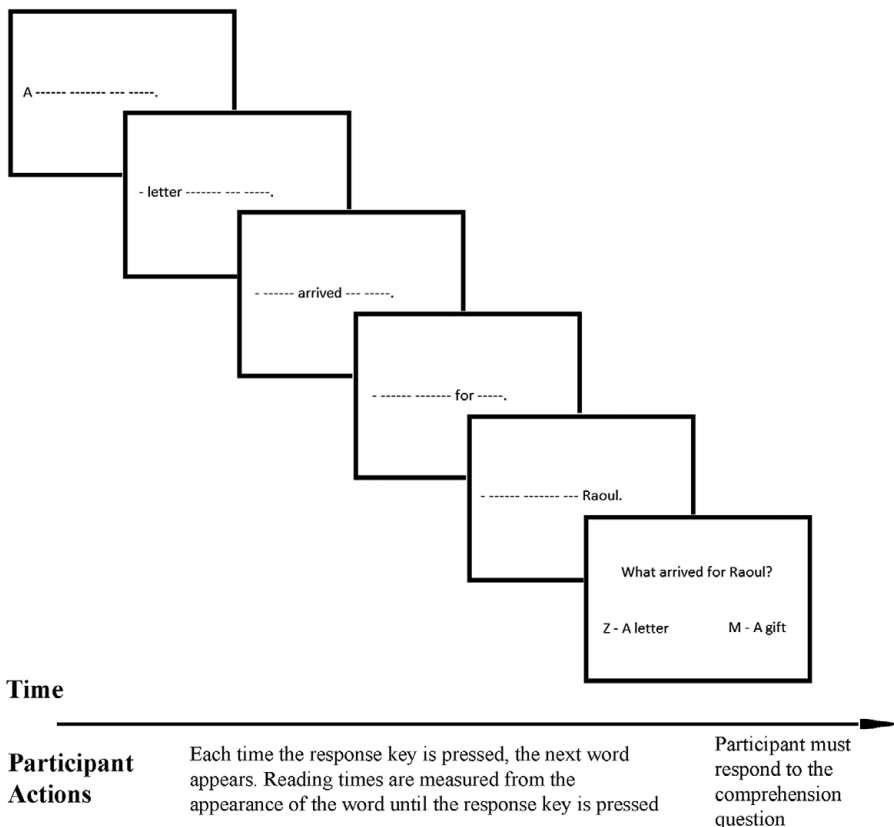 A ------ ------- --- -----.
- letter ------- --- -----.
- ------ arrived --- -----.
- ------ ------- for -----.
- ------ ------- --- Raoul.
What arrived for Raoul?
Z - A letter M - A gift
Time
Participant Actions
Each time the response key is pressed, the next word
appears. Reading times are measured from the
appearance of the word until the response key is pressed
Participant must
respond to the
comprehension
question